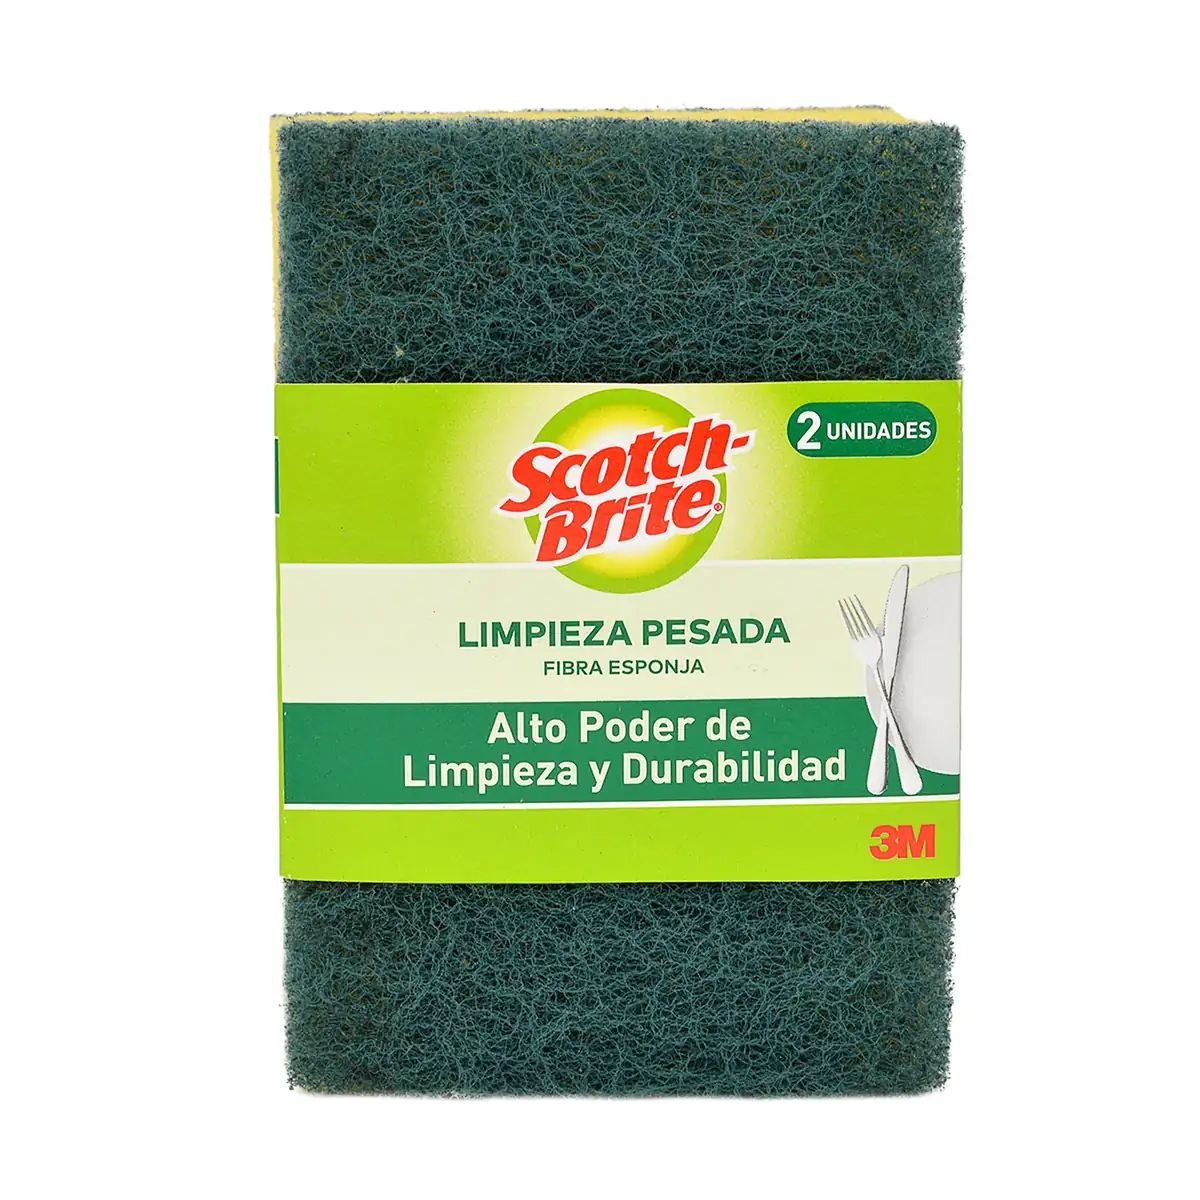 2 UNIDADES
Scotch-
Brite®
LIMPIEZA PESADA
FIBRA ESPONJA
Alto Poder de
Limpieza y Durabilidad
3M